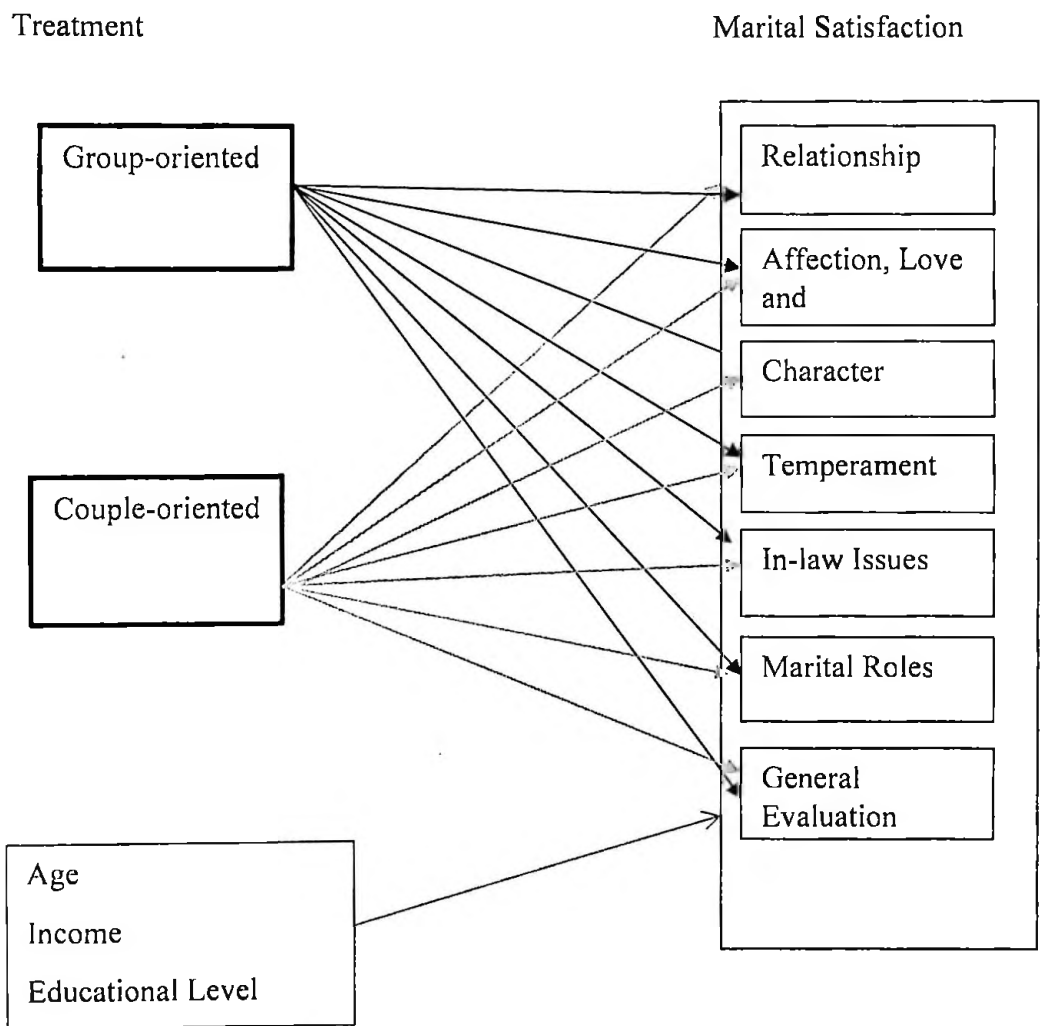 Treatment
Marital Satisfaction
Group-oriented
Relationship
Affection, Love
and
Character
Temperament
Couple-oriented
In-law Issues
Marital Roles
General
Evaluation
Age
Income
Educational Level